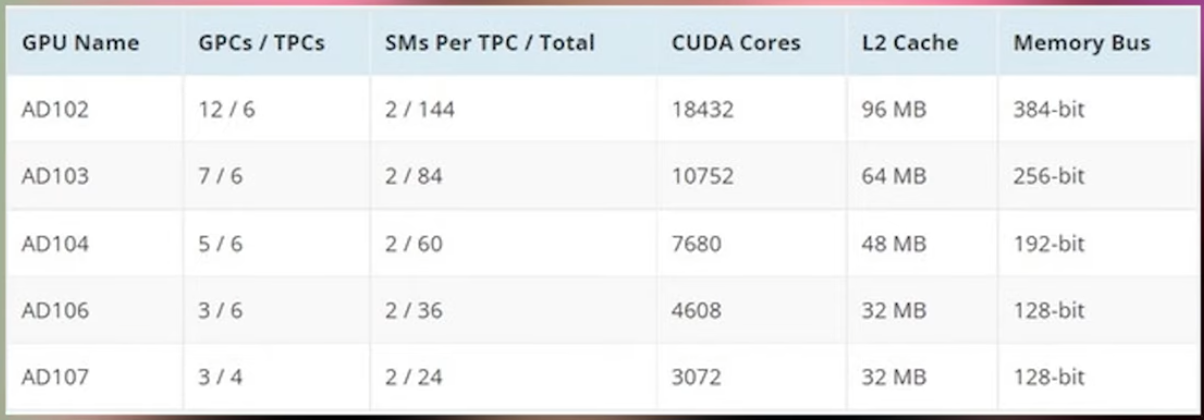 GPU Name GPCs / TPCs SMs Per TPC / Total CUDA Cores L2 Cache Memory Bus
AD102 12 / 6 2 / 144 18432 96 MB 384-bit
AD103 7 / 6 2 / 84 10752 64 MB 256-bit
AD104 5 / 6 2 / 60 7680 48 MB 192-bit
AD106 3 / 6 2 / 36 4608 32 MB 128-bit
AD107 3 / 4 2 / 24 3072 32 MB 128-bit